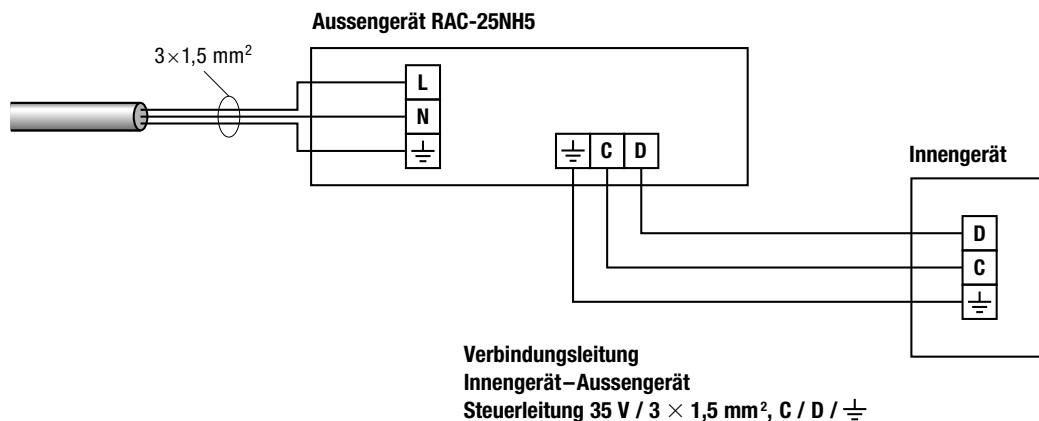 Aussengerät RAC-25NH5
3×1,5 mm²
L
N
⏚
⏚ C D
Innengerät
D
C
⏚
Verbindungsleitung
Innengerät–Aussengerät
Steuerleitung 35 V / 3 × 1,5 mm², C / D / ⏚